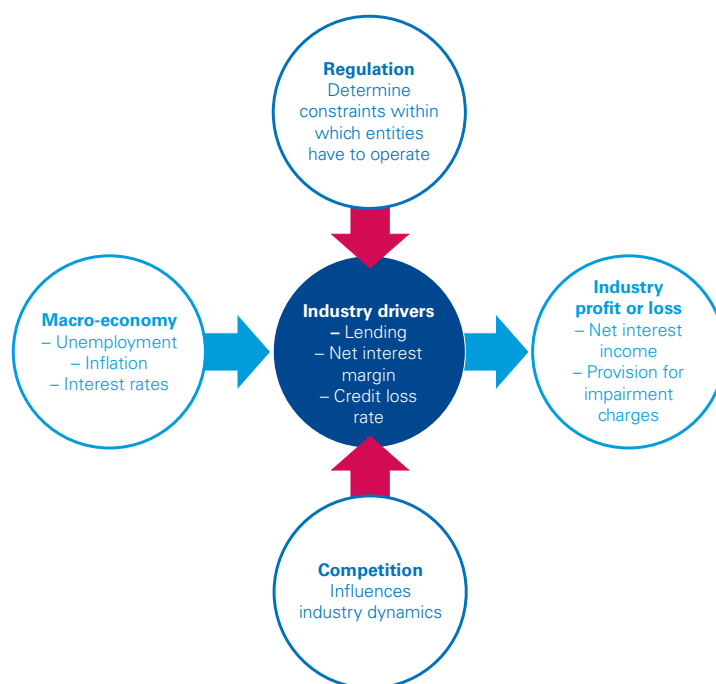 Regulation
Determine
constraints within
which entities
have to operate
Macro-economy
– Unemployment
– Inflation
– Interest rates
Industry drivers
– Lending
– Net interest
margin
– Credit loss
rate
Industry
profit or loss
– Net interest
income
– Provision for
impairment
charges
Competition
Influences
industry dynamics